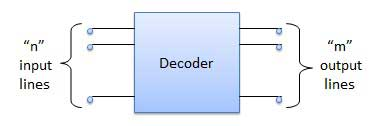 “n”
input
lines
Decoder
“m”
output
lines